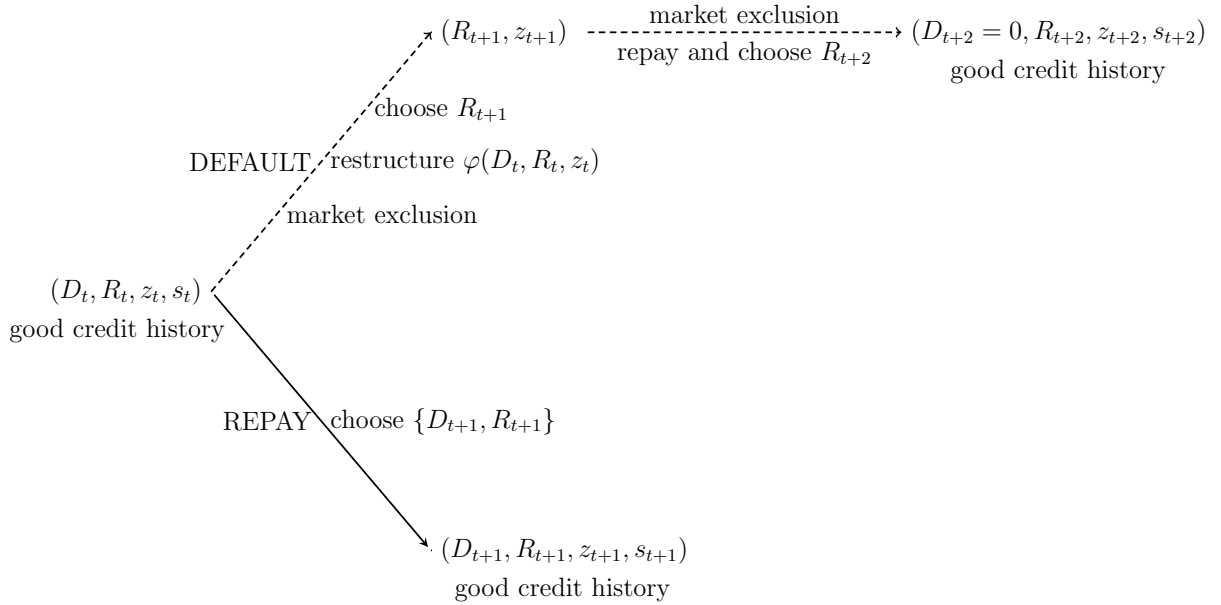 (R_{t+1}, z_{t+1})
market exclusion
repay and choose R_{t+2}
(D_{t+2} = 0, R_{t+2}, z_{t+2}, s_{t+2})
good credit history
choose R_{t+1}
DEFAULT
restructure φ(D_t, R_t, z_t)
market exclusion
(D_t, R_t, z_t, s_t)
good credit history
REPAY
choose {D_{t+1}, R_{t+1}}
(D_{t+1}, R_{t+1}, z_{t+1}, s_{t+1})
good credit history